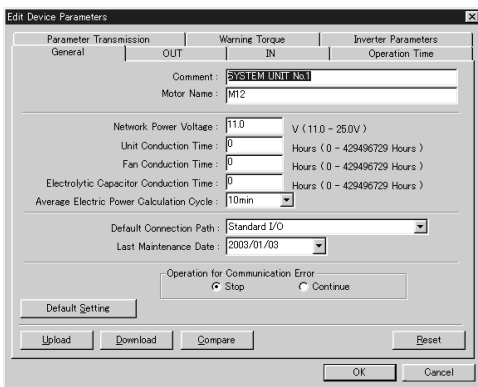 Edit Device Parameters
Parameter Transmission Warning Torque Inverter Parameters
General OUT IN Operation Time
Comment : SYSTEM UNIT No.1
Motor Name : M12
Network Power Voltage : 11.0 V ( 11.0 - 25.0V )
Unit Conduction Time : 0 Hours ( 0 - 429496729 Hours )
Fan Conduction Time : 0 Hours ( 0 - 429496729 Hours )
Electrolytic Capacitor Conduction Time : 0 Hours ( 0 - 429496729 Hours )
Average Electric Power Calculation Cycle : 10min
Default Connection Path : Standard I/O
Last Maintenance Date : 2003/01/03
Operation for Communication Error
Stop Continue
Default Setting
Upload Download Compare Reset
OK Cancel